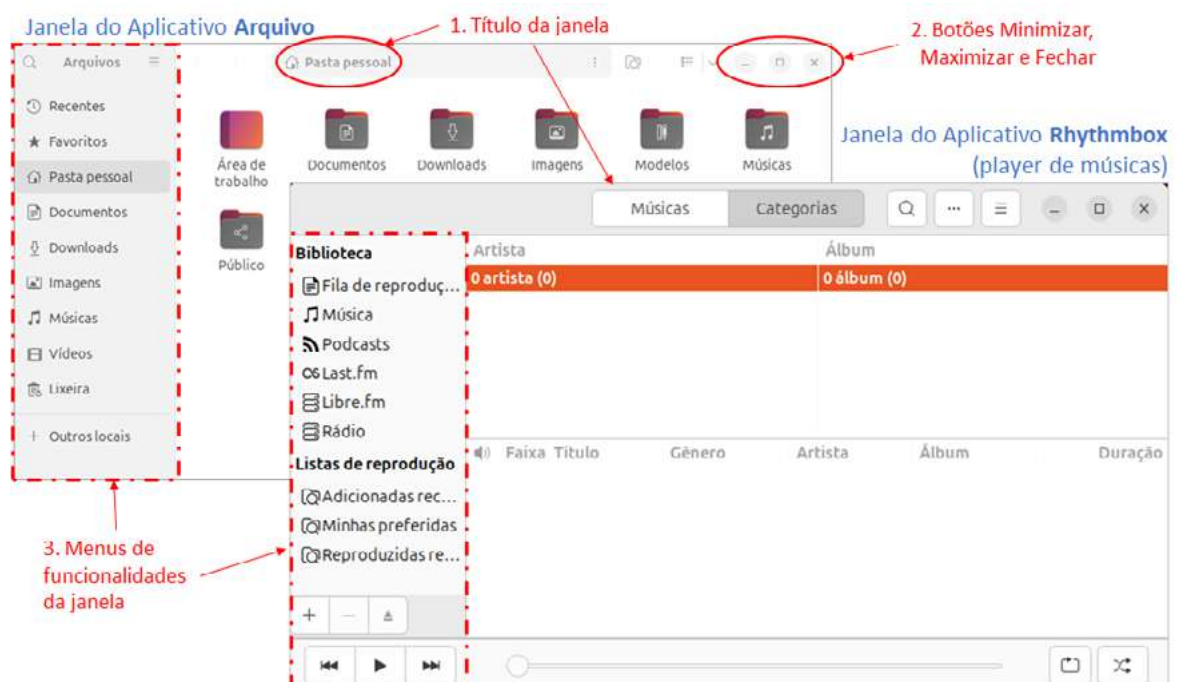 Janela do Aplicativo Arquivo
1. Título da janela
2. Botões Minimizar,
Maximizar e Fechar
Arquivos
Pasta pessoal
Recentes
Favoritos
Pasta pessoal
Documentos
Downloads
Imagens
Músicas
Vídeos
Lixeira
+ Outros locais
Área de
trabalho
Documentos
Downloads
Imagens
Modelos
Músicas
Público
Janela do Aplicativo Rhythmbox
(player de músicas)
Músicas
Categorias
Biblioteca
Fila de reproduç...
Música
Podcasts
Last.fm
Libre.fm
Rádio
Listas de reprodução
Adicionadas rec...
Minhas preferidas
Reproduzidas re...
Artista
Álbum
0 artista (0)
0 álbum (0)
Faixa Título Gênero Artista Álbum Duração
3. Menus de
funcionalidades
da janela